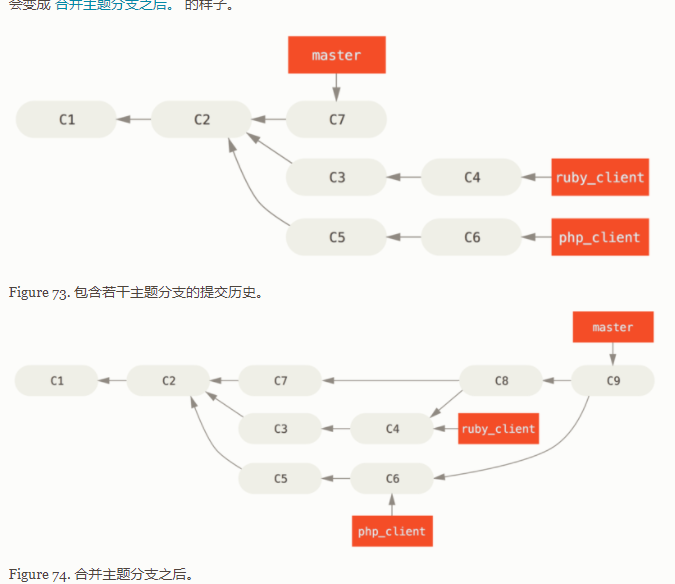 会变成 合并主题分支之后。 的样子。
master
C1
C2
C7
C3
C4
ruby_client
C5
C6
php_client
Figure 73. 包含若干主题分支的提交历史。
master
C1
C2
C7
C8
C9
C3
C4
ruby_client
C5
C6
php_client
Figure 74. 合并主题分支之后。